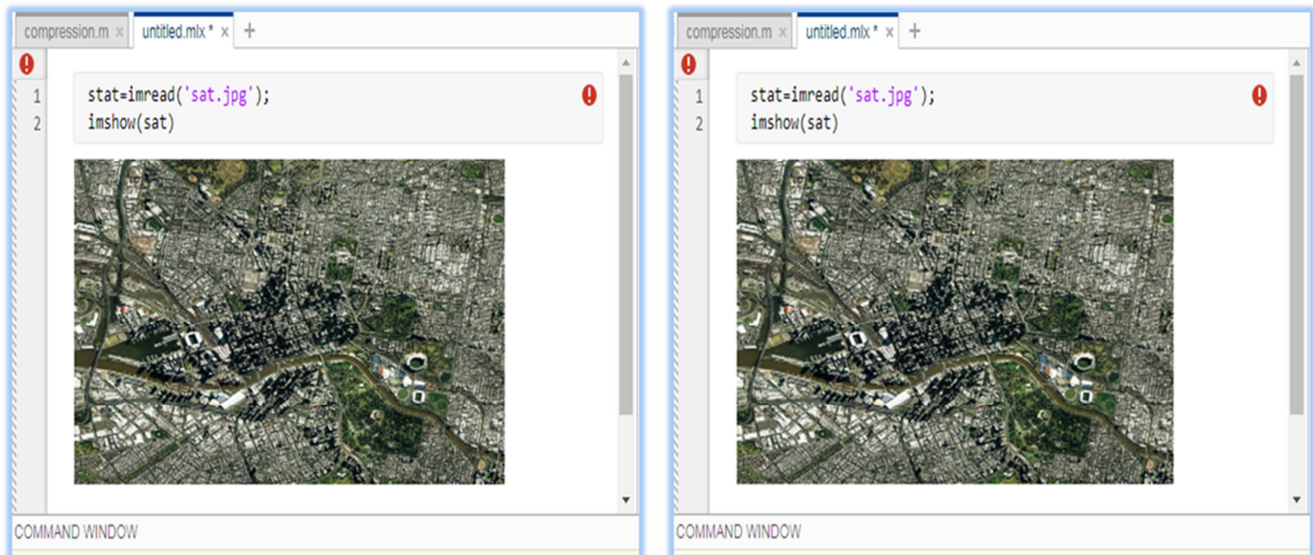 compression.m × untitled.mlx * × +
1 stat=imread('sat.jpg');
2 imshow(sat)
COMMAND WINDOW
compression.m × untitled.mlx * × +
1 stat=imread('sat.jpg');
2 imshow(sat)
COMMAND WINDOW